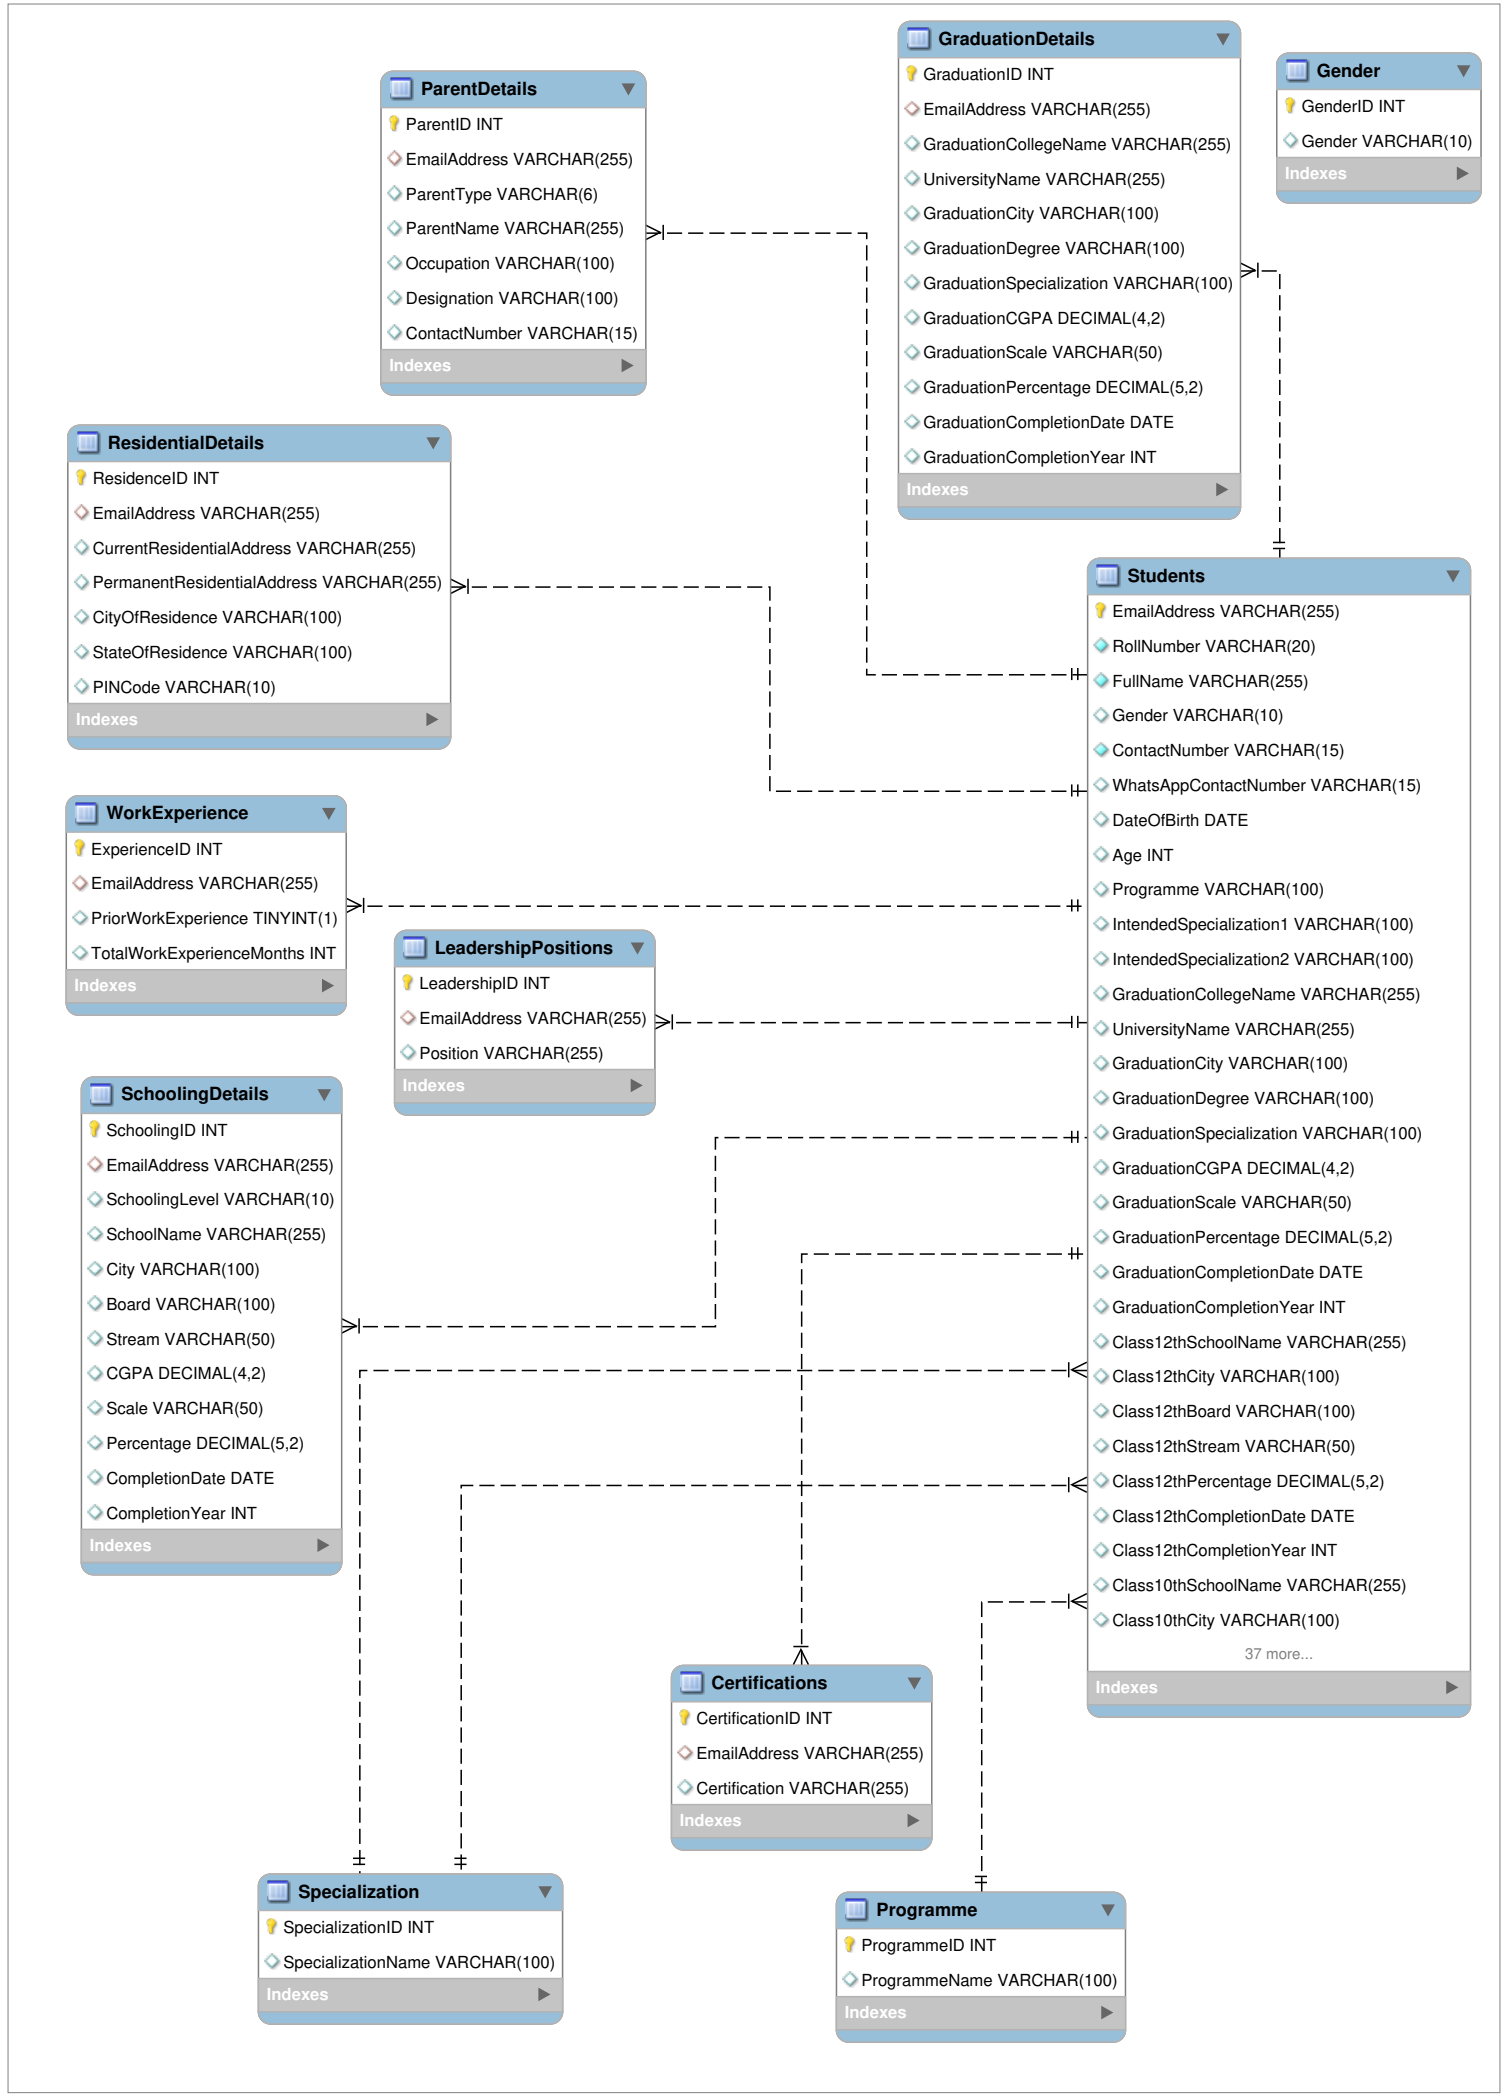 GraduationDetails
GraduationID INT
EmailAddress VARCHAR(255)
GraduationCollegeName VARCHAR(255)
UniversityName VARCHAR(255)
GraduationCity VARCHAR(100)
GraduationDegree VARCHAR(100)
GraduationSpecialization VARCHAR(100)
GraduationCGPA DECIMAL(4,2)
GraduationScale VARCHAR(50)
GraduationPercentage DECIMAL(5,2)
GraduationCompletionDate DATE
GraduationCompletionYear INT
Indexes
Gender
GenderID INT
Gender VARCHAR(10)
Indexes
ParentDetails
ParentID INT
EmailAddress VARCHAR(255)
ParentType VARCHAR(6)
ParentName VARCHAR(255)
Occupation VARCHAR(100)
Designation VARCHAR(100)
ContactNumber VARCHAR(15)
Indexes
ResidentialDetails
ResidenceID INT
EmailAddress VARCHAR(255)
CurrentResidentialAddress VARCHAR(255)
PermanentResidentialAddress VARCHAR(255)
CityOfResidence VARCHAR(100)
StateOfResidence VARCHAR(100)
PINCode VARCHAR(10)
Indexes
Students
EmailAddress VARCHAR(255)
RollNumber VARCHAR(20)
FullName VARCHAR(255)
Gender VARCHAR(10)
ContactNumber VARCHAR(15)
WhatsAppContactNumber VARCHAR(15)
DateOfBirth DATE
Age INT
Programme VARCHAR(100)
IntendedSpecialization1 VARCHAR(100)
IntendedSpecialization2 VARCHAR(100)
GraduationCollegeName VARCHAR(255)
UniversityName VARCHAR(255)
GraduationCity VARCHAR(100)
GraduationDegree VARCHAR(100)
GraduationSpecialization VARCHAR(100)
GraduationCGPA DECIMAL(4,2)
GraduationScale VARCHAR(50)
GraduationPercentage DECIMAL(5,2)
GraduationCompletionDate DATE
GraduationCompletionYear INT
Class12thSchoolName VARCHAR(255)
Class12thCity VARCHAR(100)
Class12thBoard VARCHAR(100)
Class12thStream VARCHAR(50)
Class12thPercentage DECIMAL(5,2)
Class12thCompletionDate DATE
Class12thCompletionYear INT
Class10thSchoolName VARCHAR(255)
Class10thCity VARCHAR(100)
37 more...
Indexes
WorkExperience
ExperienceID INT
EmailAddress VARCHAR(255)
PriorWorkExperience TINYINT(1)
TotalWorkExperienceMonths INT
Indexes
LeadershipPositions
LeadershipID INT
EmailAddress VARCHAR(255)
Position VARCHAR(255)
Indexes
SchoolingDetails
SchoolingID INT
EmailAddress VARCHAR(255)
SchoolingLevel VARCHAR(10)
SchoolName VARCHAR(255)
City VARCHAR(100)
Board VARCHAR(100)
Stream VARCHAR(50)
CGPA DECIMAL(4,2)
Scale VARCHAR(50)
Percentage DECIMAL(5,2)
CompletionDate DATE
CompletionYear INT
Indexes
Certifications
CertificationID INT
EmailAddress VARCHAR(255)
Certification VARCHAR(255)
Indexes
Specialization
SpecializationID INT
SpecializationName VARCHAR(100)
Indexes
Programme
ProgrammeID INT
ProgrammeName VARCHAR(100)
Indexes